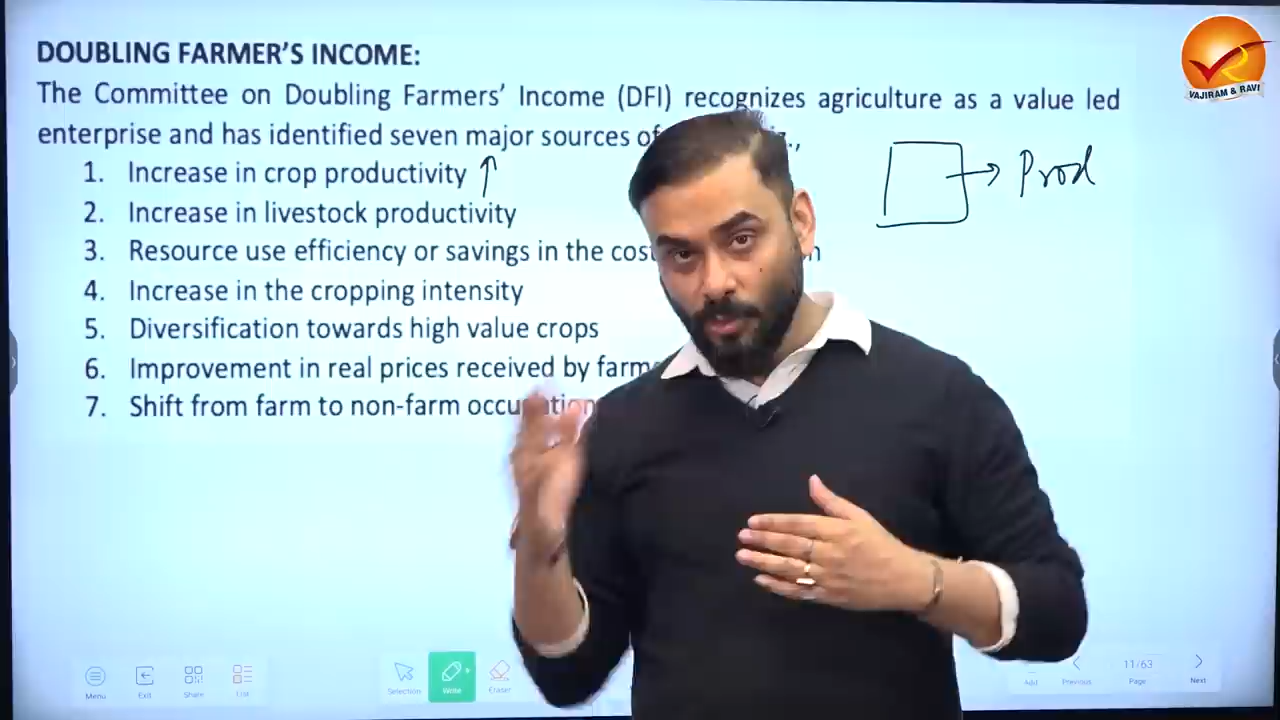 DOUBLING FARMER'S INCOME:
The Committee on Doubling Farmers' Income (DFI) recognizes agriculture as a value led
enterprise and has identified seven major sources of
1. Increase in crop productivity ↑
→ Prod
2. Increase in livestock productivity
3. Resource use efficiency or savings in the
4. Increase in the cropping intensity
5. Diversification towards high value crops
6. Improvement in real prices received by
7. Shift from farm to non-farm
VAJIRAM & RAVI
Menu
Exit
Share
List
Selection
Write
Eraser
Add
Previous
11/63
Page
Next